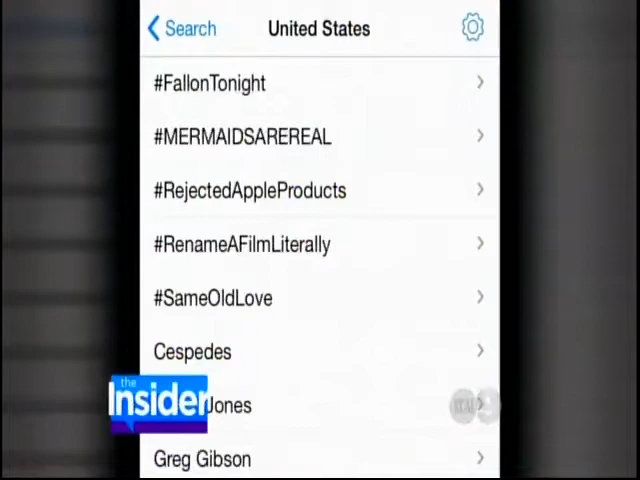 Search
United States
#FallonTonight
#MERMAIDSAREREAL
#RejectedAppleProducts
#RenameAFilmLiterally
#SameOldLove
Cespedes
the
Insider
Jones
Greg Gibson